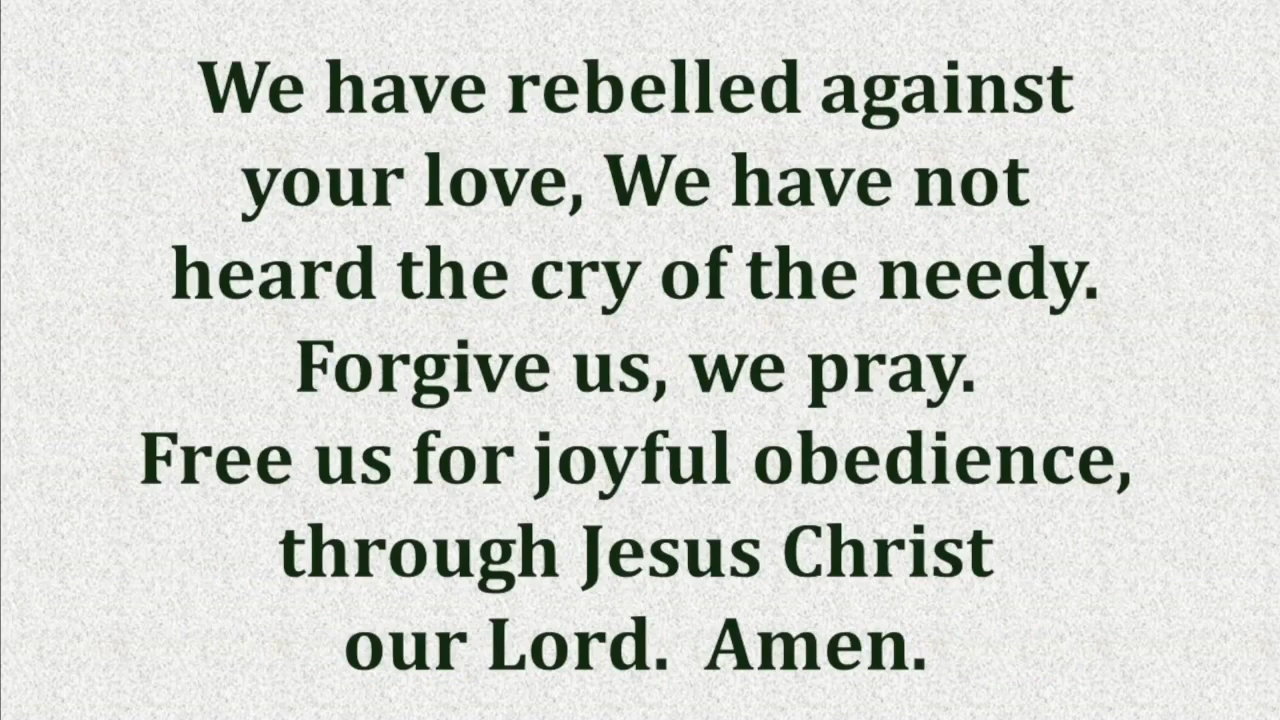 We have rebelled against
your love, We have not
heard the cry of the needy.
Forgive us, we pray.
Free us for joyful obedience,
through Jesus Christ
our Lord.  Amen.